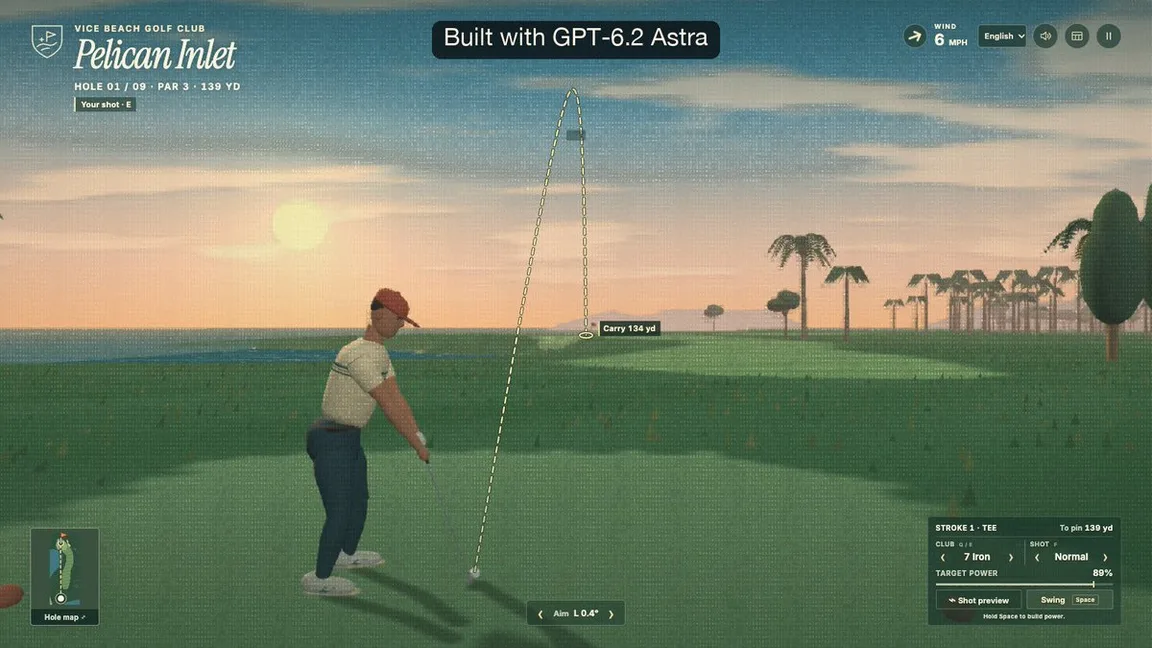 VICE BEACH GOLF CLUB
Pelican Inlet
HOLE 01 / 09 · PAR 3 · 139 YD
Your shot · E
Built with GPT-6.2 Astra
WIND
6 MPH
English
Carry 134 yd
Hole map
Aim L 0.4°
STROKE 1 · TEE To pin 139 yd
CLUB Q / E SHOT F
7 Iron Normal
TARGET POWER 89%
Shot preview Swing Space
Hold Space to build power.